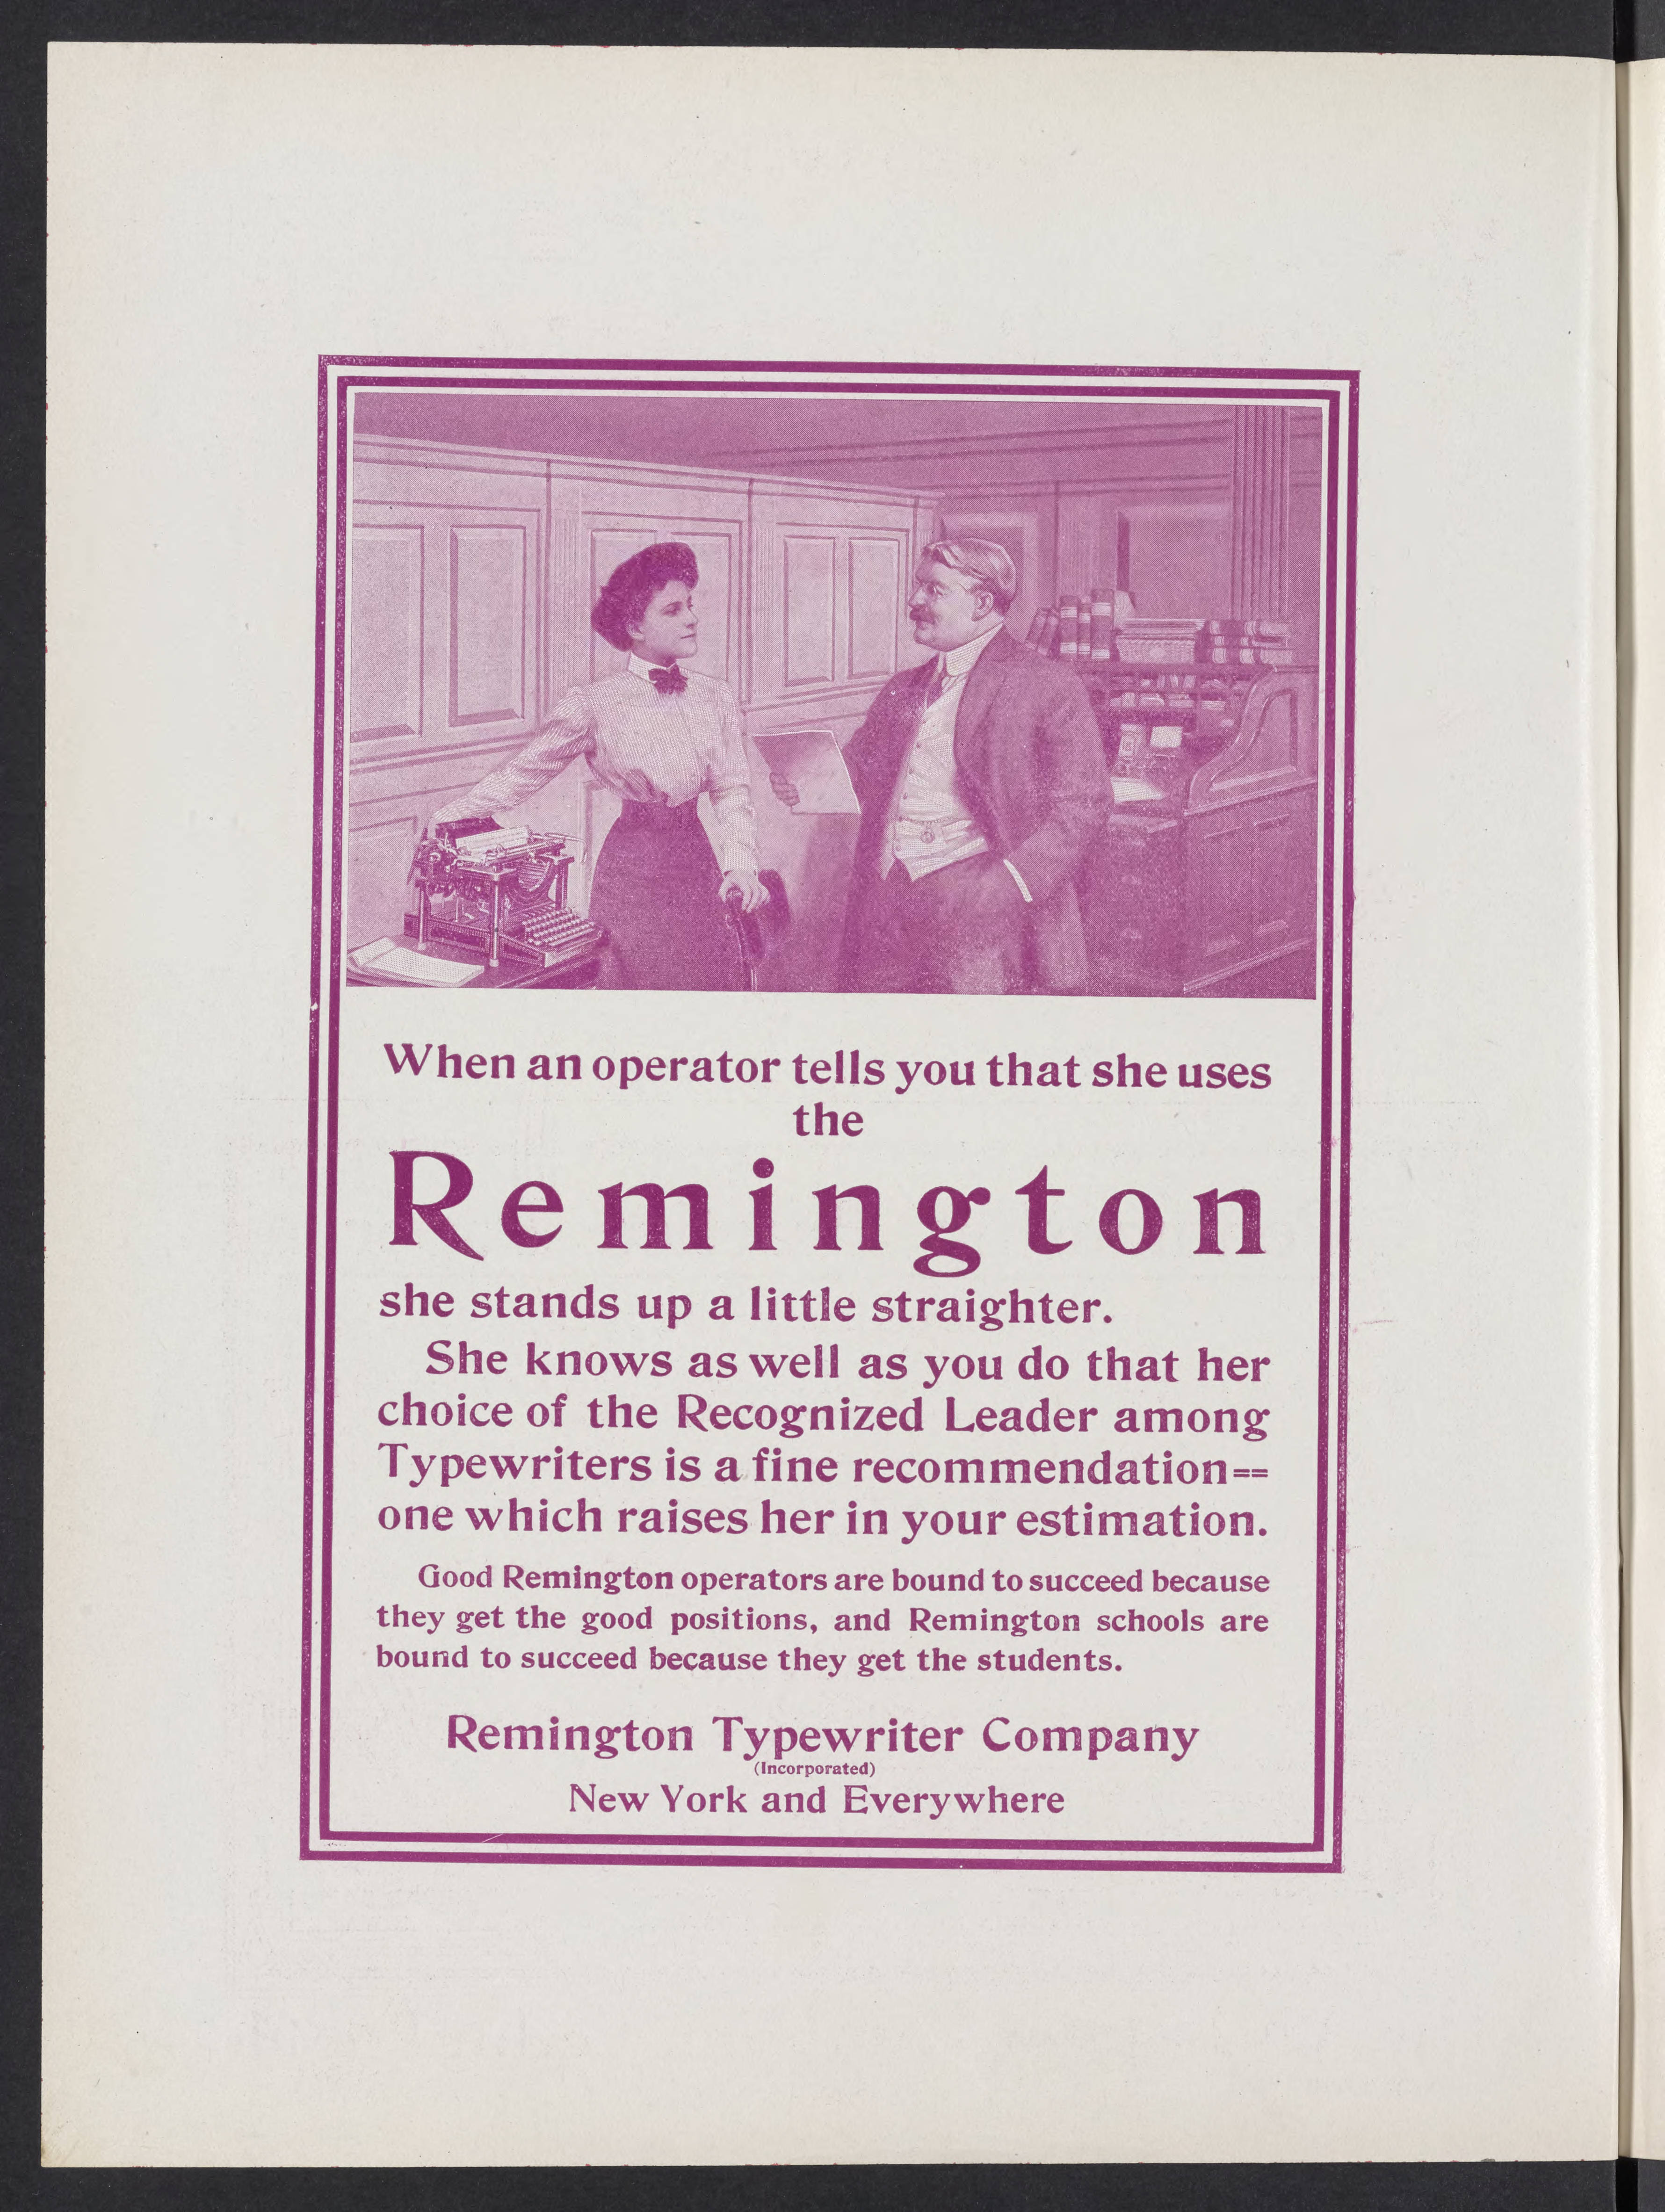 When an operator tells you that she uses
the
Remington
she stands up a little straighter.
She knows as well as you do that her
choice of the Recognized Leader among
Typewriters is a fine recommendation==
one which raises her in your estimation.
Good Remington operators are bound to succeed because
they get the good positions, and Remington schools are
bound to succeed because they get the students.
Remington Typewriter Company
(Incorporated)
New York and Everywhere